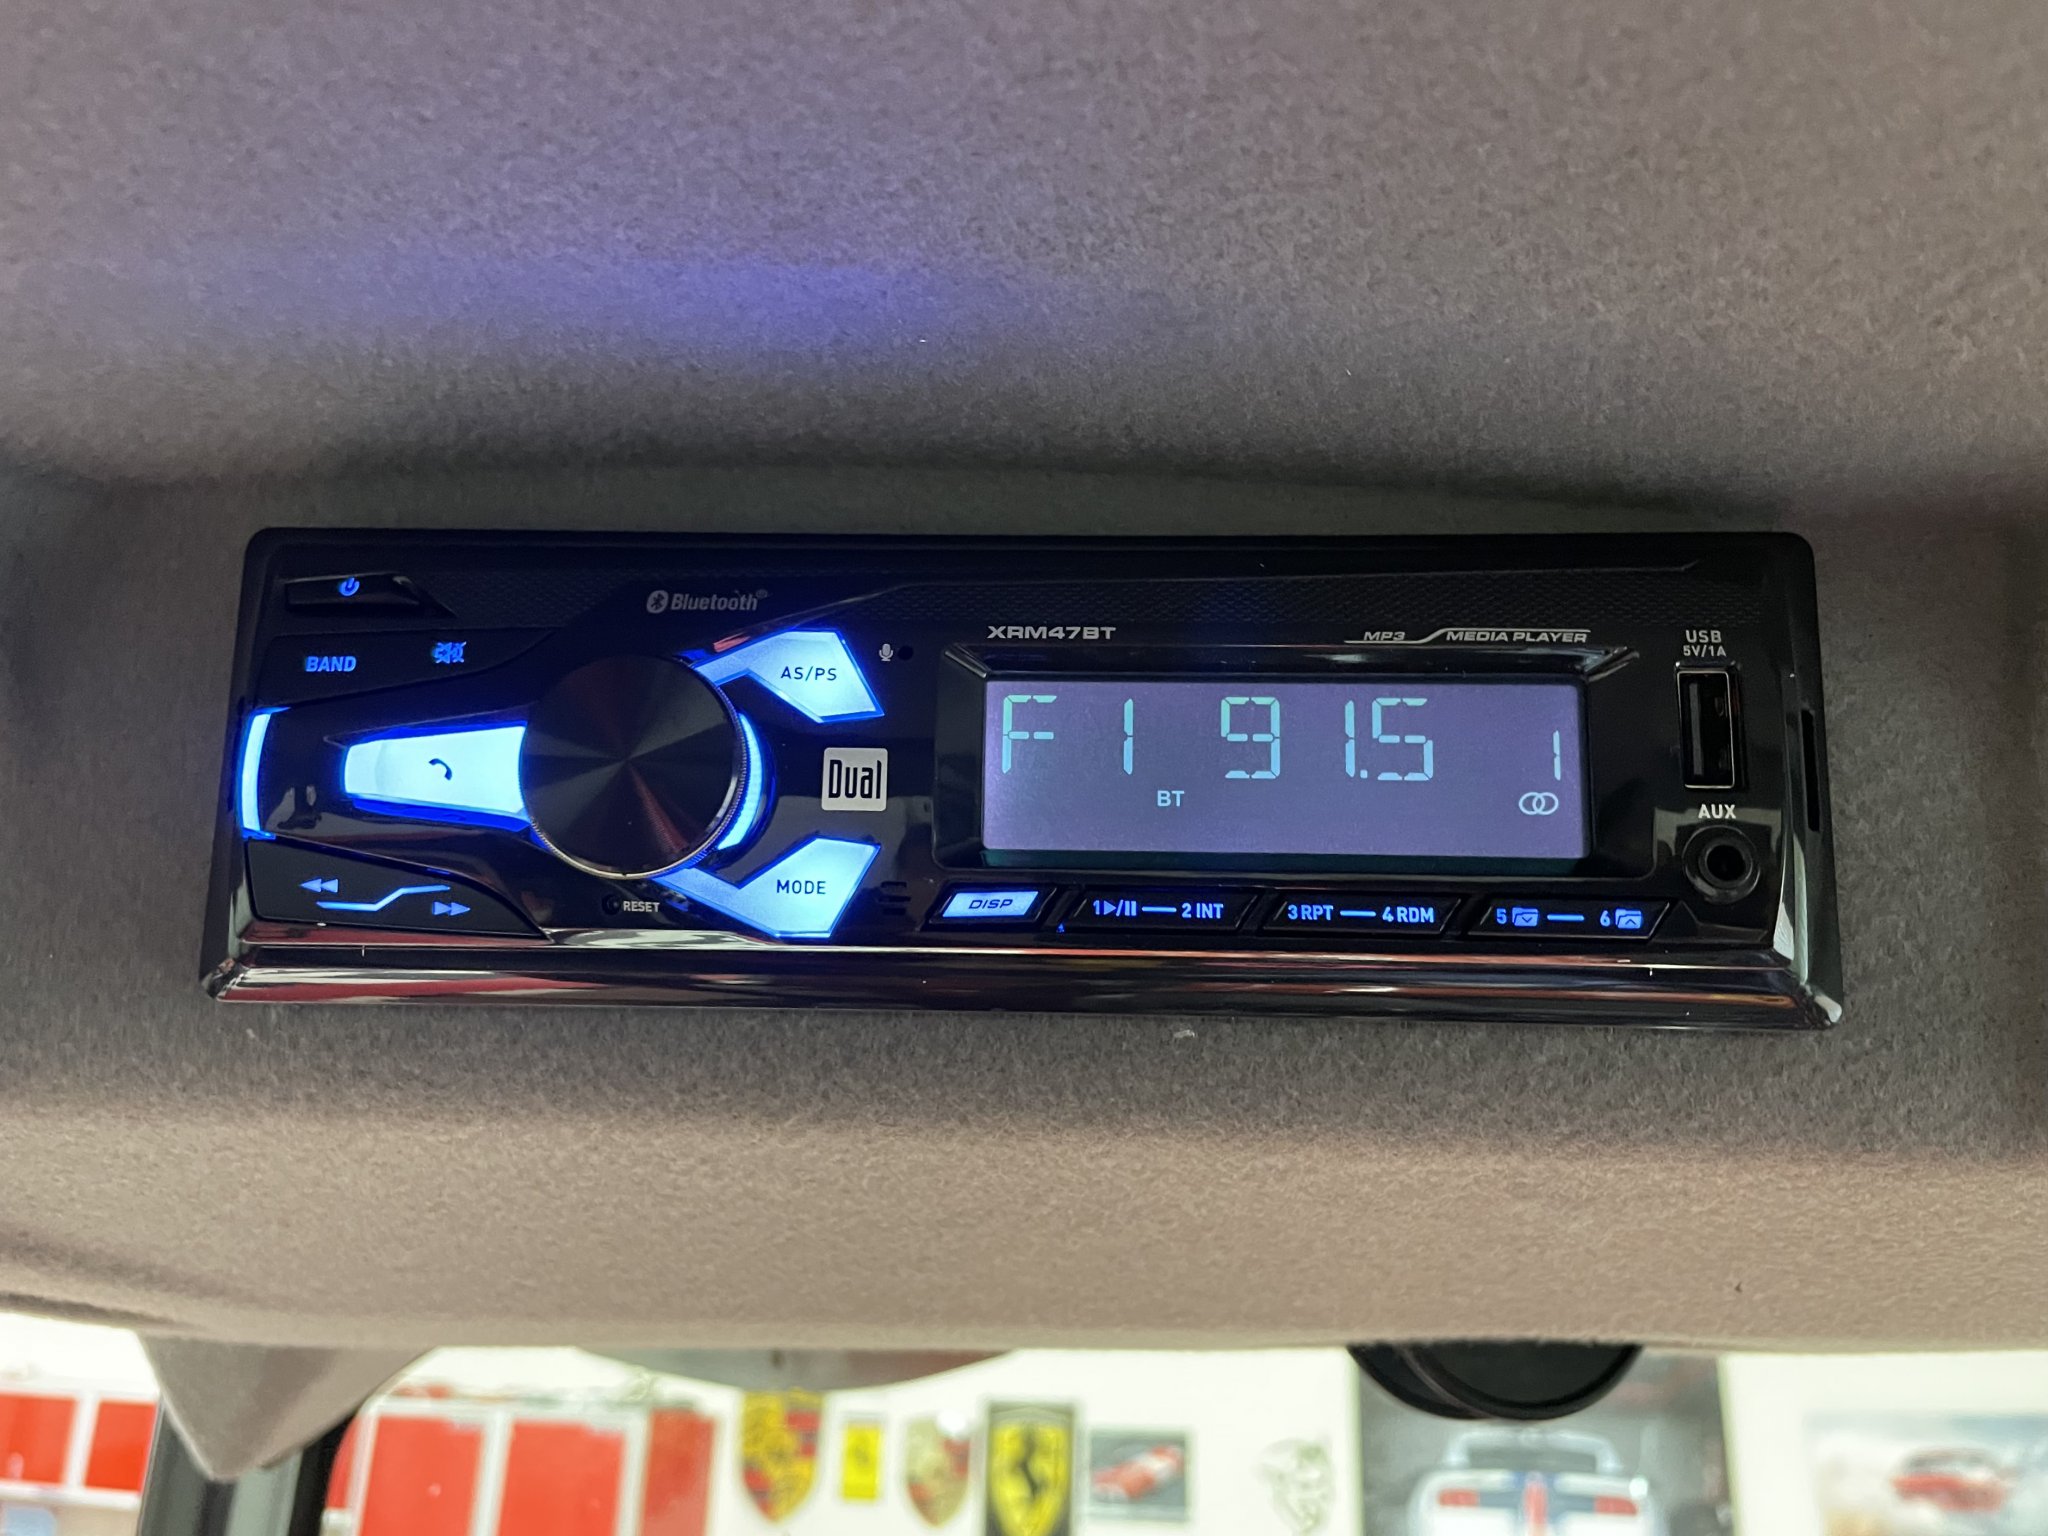 Bluetooth®
XRM47BT
MP3 MEDIA PLAYER
USB
5V/1A
BAND
AS/PS
F1 91.5 1
BT
Dual
AUX
MODE
RESET
DISP
1 / 2 INT
3 RPT 4 RDM
5 6